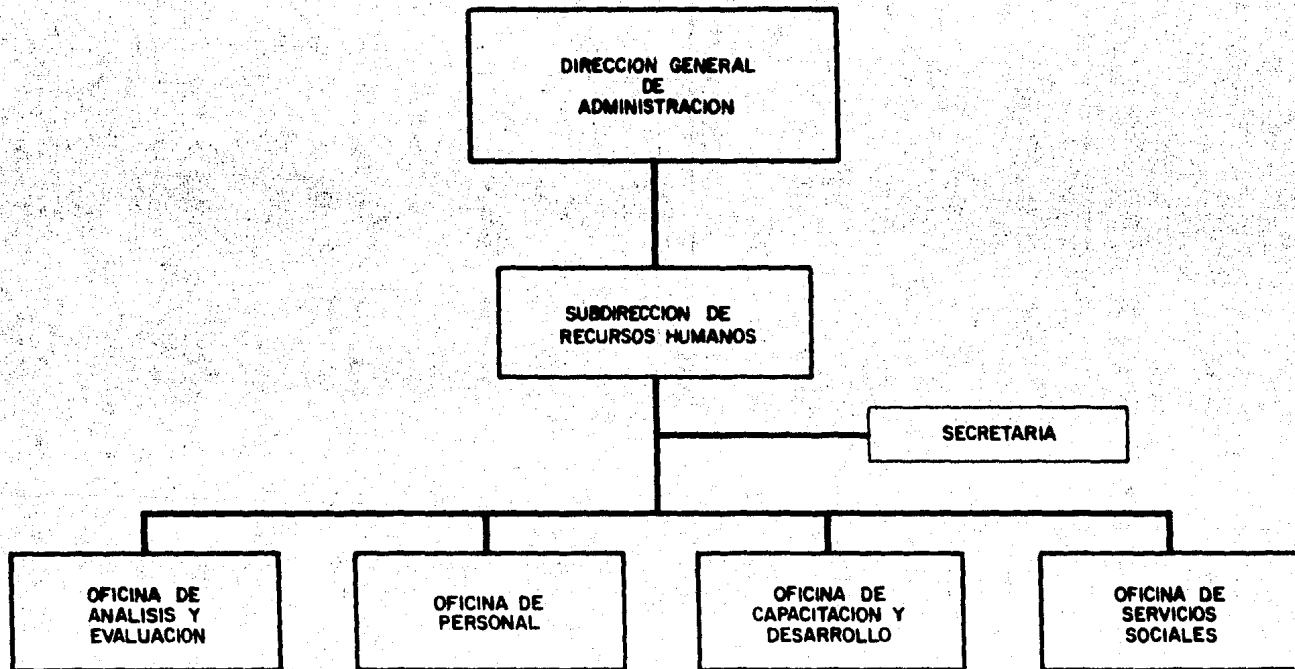 DIRECCION GENERAL
DE
ADMINISTRACION
SUBDIRECCION DE
RECURSOS HUMANOS
SECRETARIA
OFICINA DE
ANALISIS Y
EVALUACION
OFICINA DE
PERSONAL
OFICINA DE
CAPACITACION Y
DESARROLLO
OFICINA DE
SERVICIOS
SOCIALES